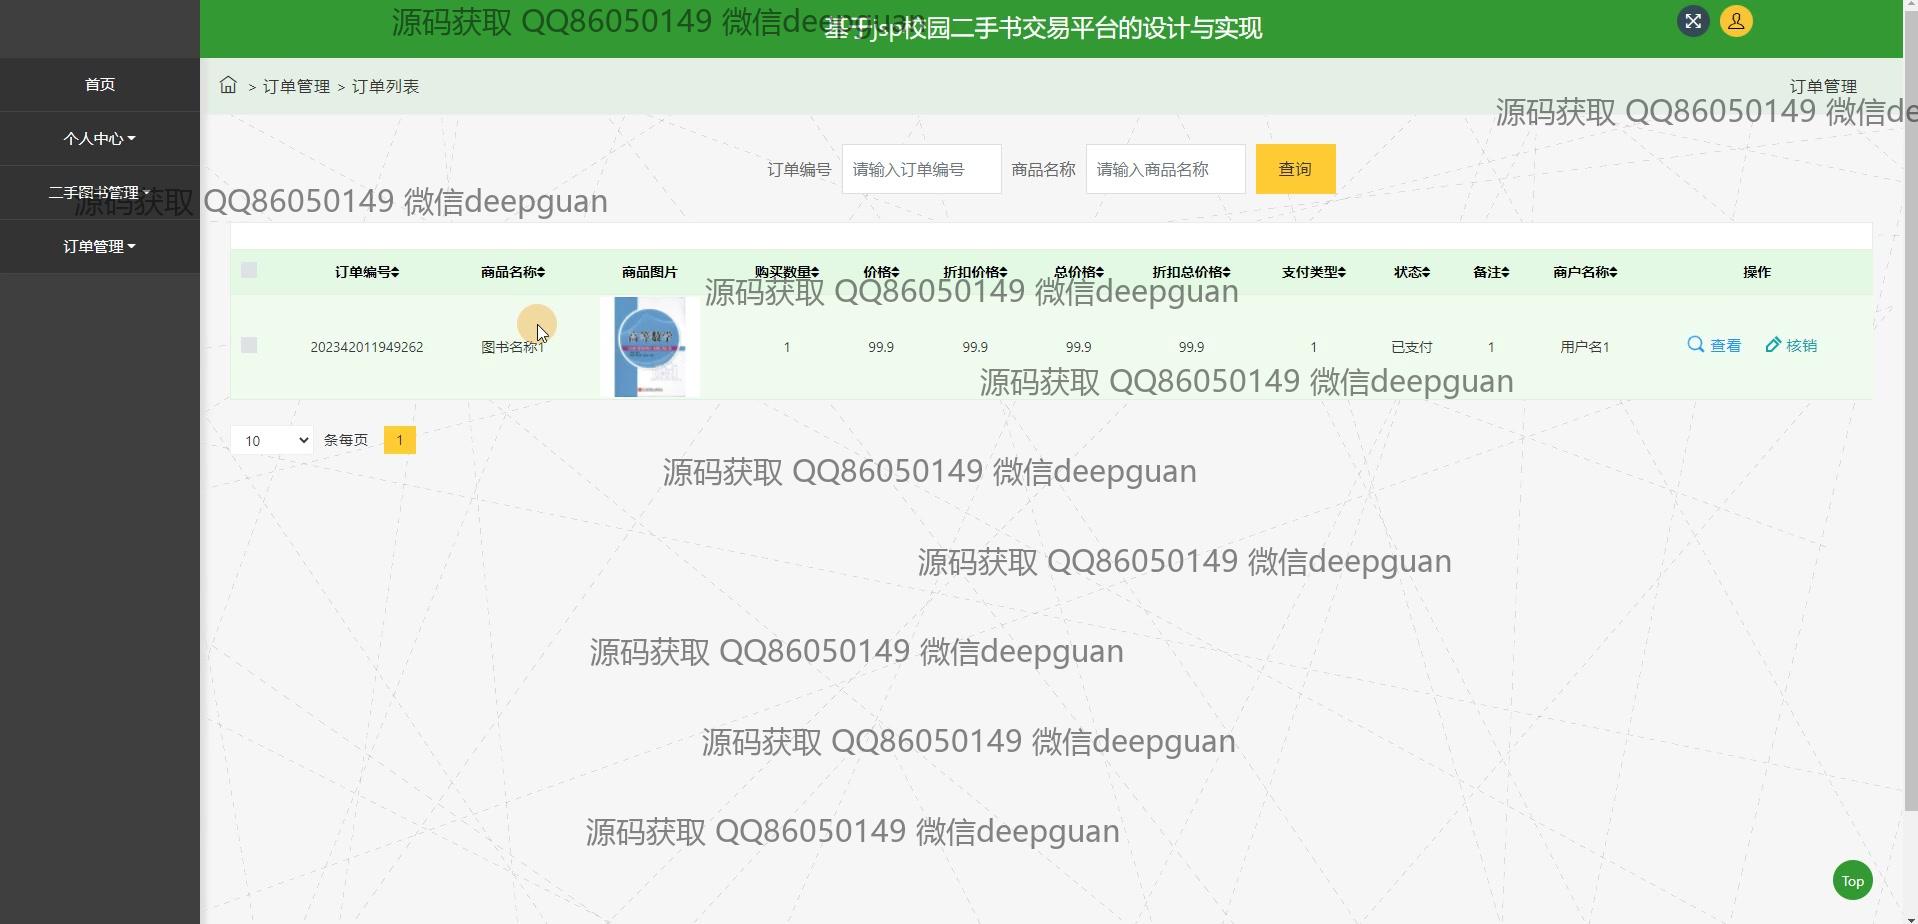 源码获取 QQ86050149 微信deepguan
基于jsp校园二手书交易平台的设计与实现
首页
个人中心
二手图书管理
订单管理
> 订单管理 > 订单列表
订单管理
源码获取 QQ86050149 微信de
订单编号 请输入订单编号 商品名称 请输入商品名称 查询
源码获取 QQ86050149 微信deepguan
订单编号 商品名称 商品图片 购买数量 价格 折扣价格 总价格 折扣总价格 支付类型 状态 备注 商户名称 操作
源码获取 QQ86050149 微信deepguan
202342011949262 图书名称1 高等数学 1 99.9 99.9 99.9 99.9 1 已支付 1 用户名1 查看 核销
源码获取 QQ86050149 微信deepguan
10 条每页 1
源码获取 QQ86050149 微信deepguan
源码获取 QQ86050149 微信deepguan
源码获取 QQ86050149 微信deepguan
源码获取 QQ86050149 微信deepguan
源码获取 QQ86050149 微信deepguan
Top